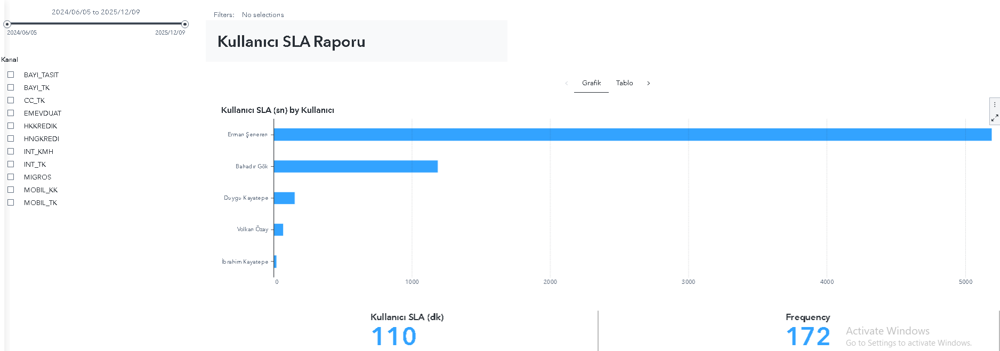 2024/06/05 to 2025/12/09
2024/06/05
2025/12/09
Kanal
BAYI_TASIT
BAYI_TK
CC_TK
EMEVDUAT
HKKREDIK
HNGKREDI
INT_KMH
INT_TK
MIGROS
MOBIL_KK
MOBIL_TK
Filters: No selections
Kullanıcı SLA Raporu
Grafik
Tablo
Kullanıcı SLA (sn) by Kullanıcı
Erman Şeneren
Bahadır Gök
Duygu Kayatepe
Volkan Özay
İbrahim Kayatepe
0 1000 2000 3000 4000 5000
Kullanıcı SLA (dk)
110
Frequency
172
Activate Windows
Go to Settings to activate Windows.